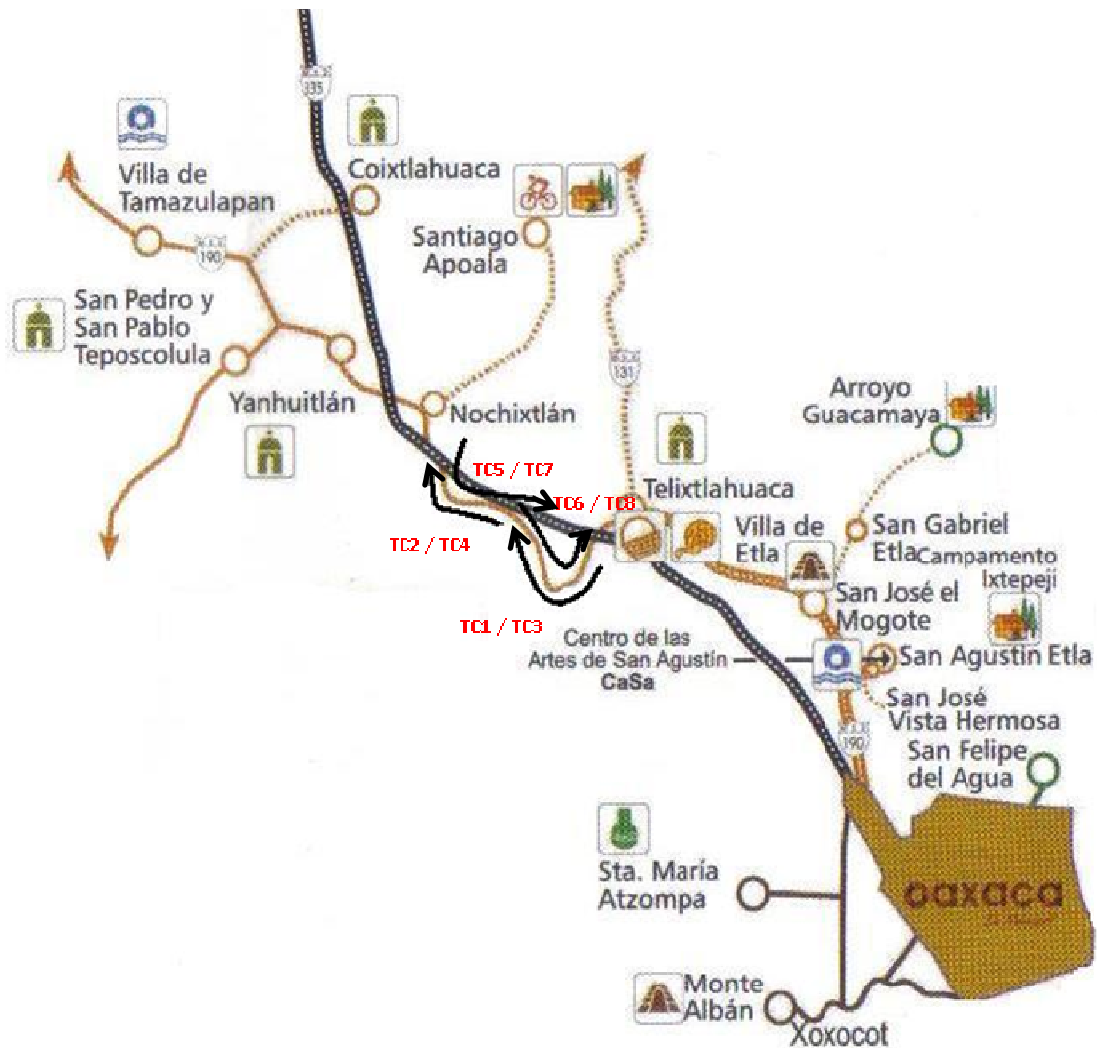 135
Villa de
Tamazulapan
Coixtlahuaca
190
Santiago
Apoala
San Pedro y
San Pablo
Teposcolula
Yanhuitlán
Nochixtlán
131
Arroyo
Guacamaya
TC5 / TC7
TC6 / TC8
Telixtlahuaca
TC2 / TC4
Villa de
Etla
San Gabriel
Etla
Campamento
Ixtepeji
San José el
Mogote
TC1 / TC3
Centro de las
Artes de San Agustín
CaSa
San Agustin Etla
San José
Vista Hermosa
190
San Felipe
del Agua
Sta. María
Atzompa
oaxaca
Monte
Albán
Xoxocot